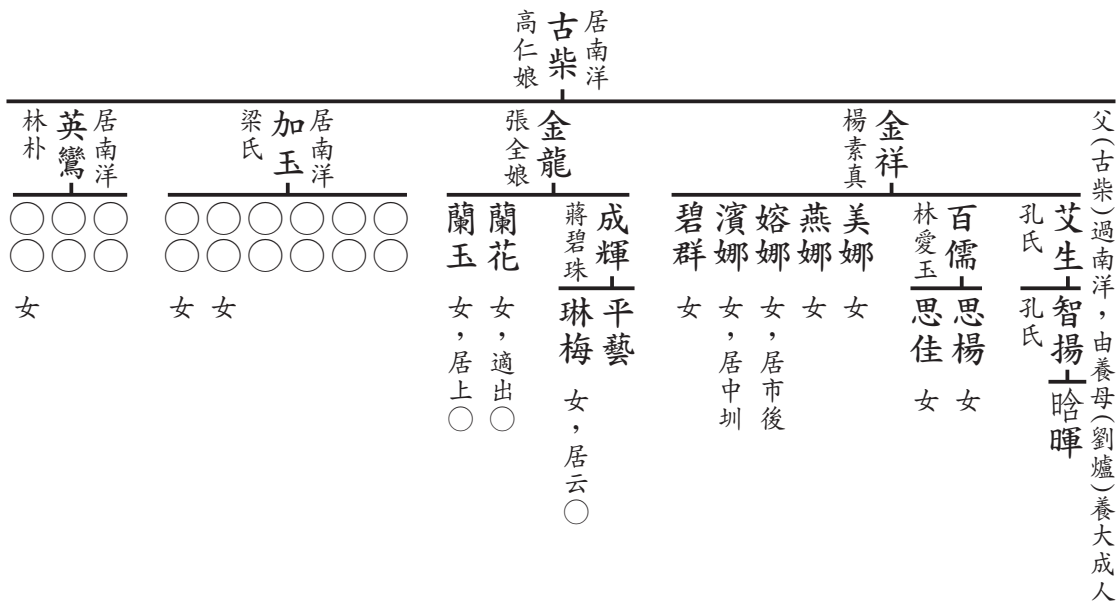 居南洋
古柴
高仁娘
父(古柴)過南洋，由養母(劉爐)養大成人
金祥
楊素真
金龍
張全娘
居南洋
加玉
梁氏
居南洋
英鸞
林朴
艾生
孔氏
百儒
林愛玉
美娜 女
燕娜 女
嫆娜 女，居市後
濱娜 女，居中圳
碧群 女
成輝
蔣碧珠
蘭花 女，適出○
蘭玉 女，居上○
○○
○○
○○
○○
○○ 女
○○ 女
○○
○○
○○ 女
智揚
孔氏
思楊 女
思佳 女
平藝
琳梅 女，居云○
晗暉